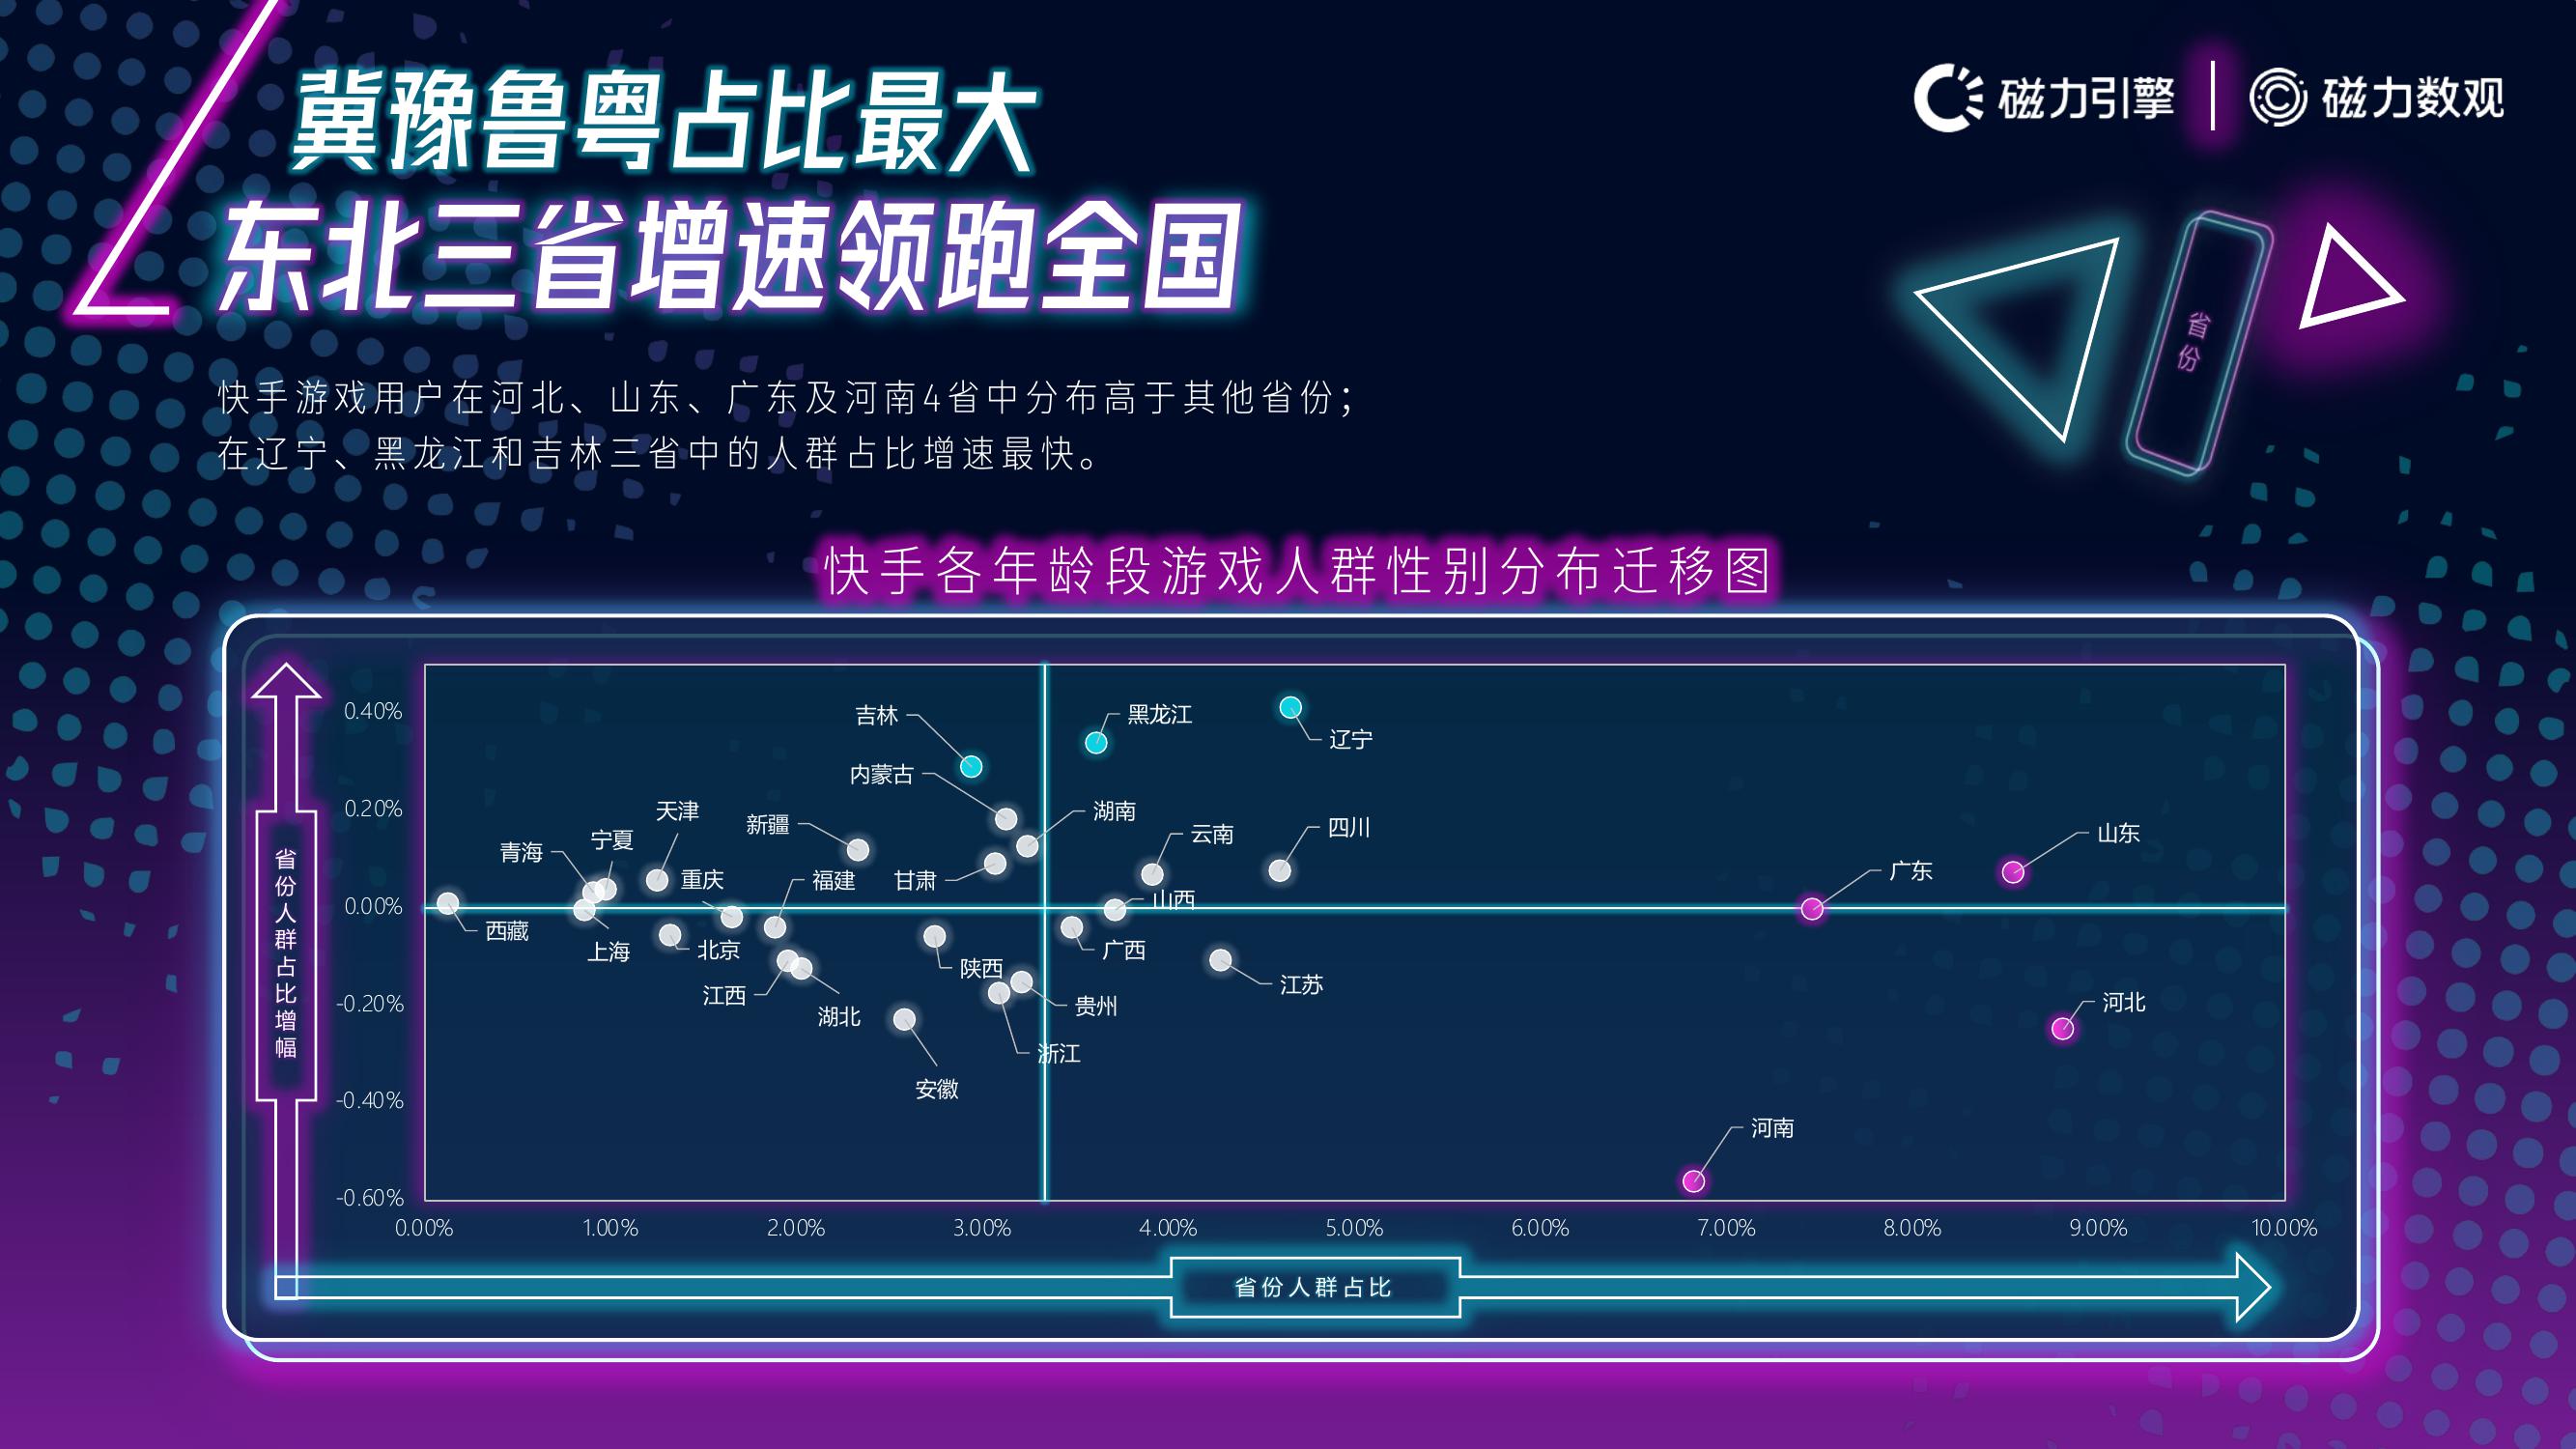 冀豫鲁粤占比最大
东北三省增速领跑全国
磁力引擎
磁力数观
省份
快手游戏用户在河北、山东、广东及河南4省中分布高于其他省份；
在辽宁、黑龙江和吉林三省中的人群占比增速最快。
快手各年龄段游戏人群性别分布迁移图
省份人群占比增幅
0.40%
0.20%
0.00%
-0.20%
-0.40%
-0.60%
吉林
黑龙江
辽宁
内蒙古
天津
新疆
湖南
云南
四川
山东
青海
宁夏
重庆
福建
甘肃
山西
广东
西藏
上海
北京
陕西
广西
江苏
江西
湖北
贵州
河北
浙江
安徽
河南
0.00%
1.00%
2.00%
3.00%
4.00%
5.00%
6.00%
7.00%
8.00%
9.00%
10.00%
省份人群占比